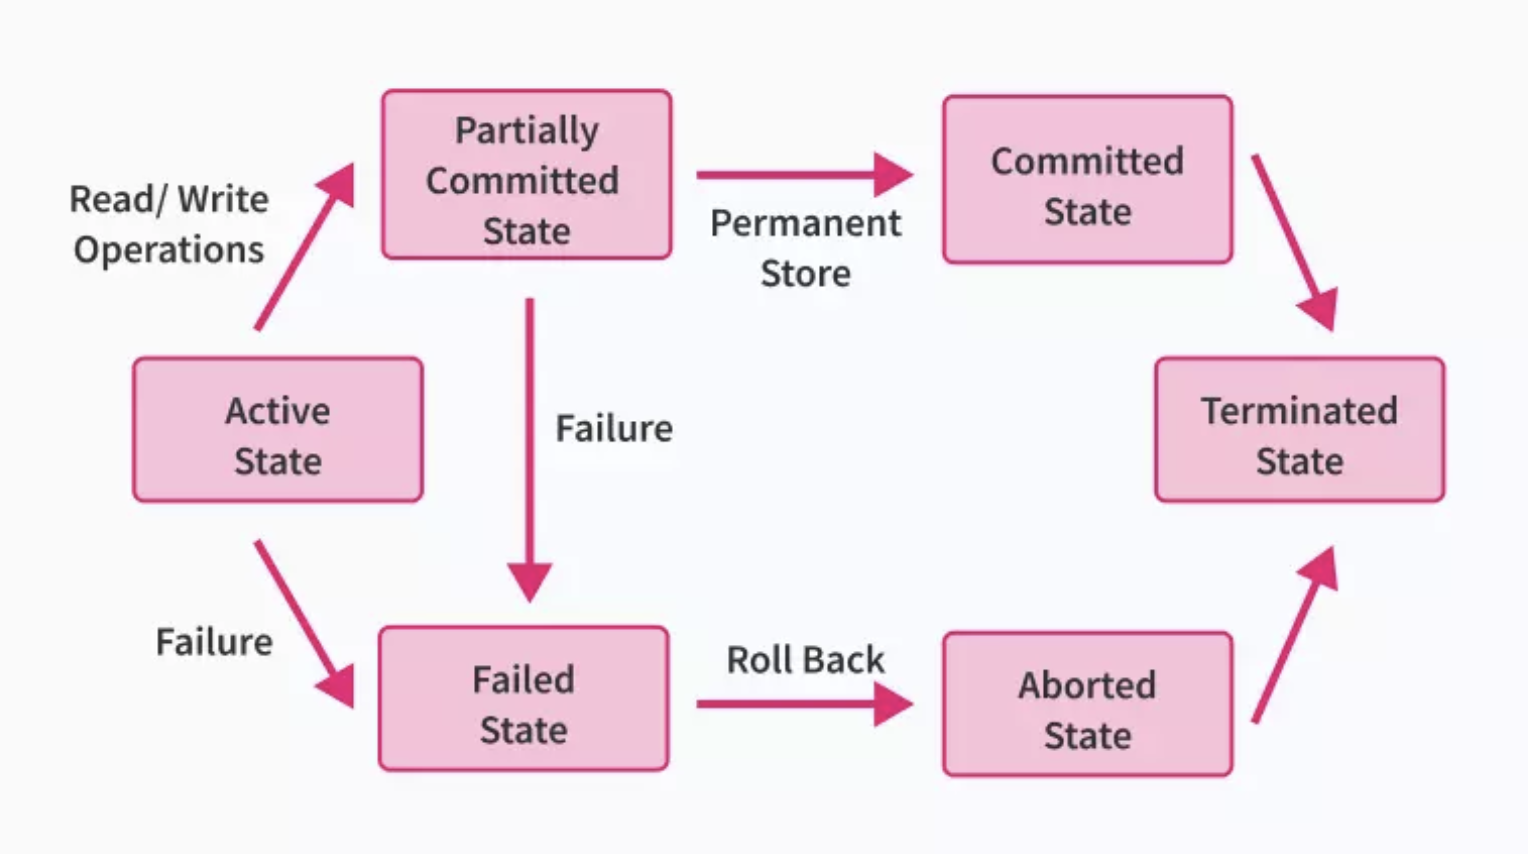 Partially
Committed
State
Committed
State
Read/ Write
Operations
Permanent
Store
Active
State
Failure
Terminated
State
Failure
Failed
State
Roll Back
Aborted
State